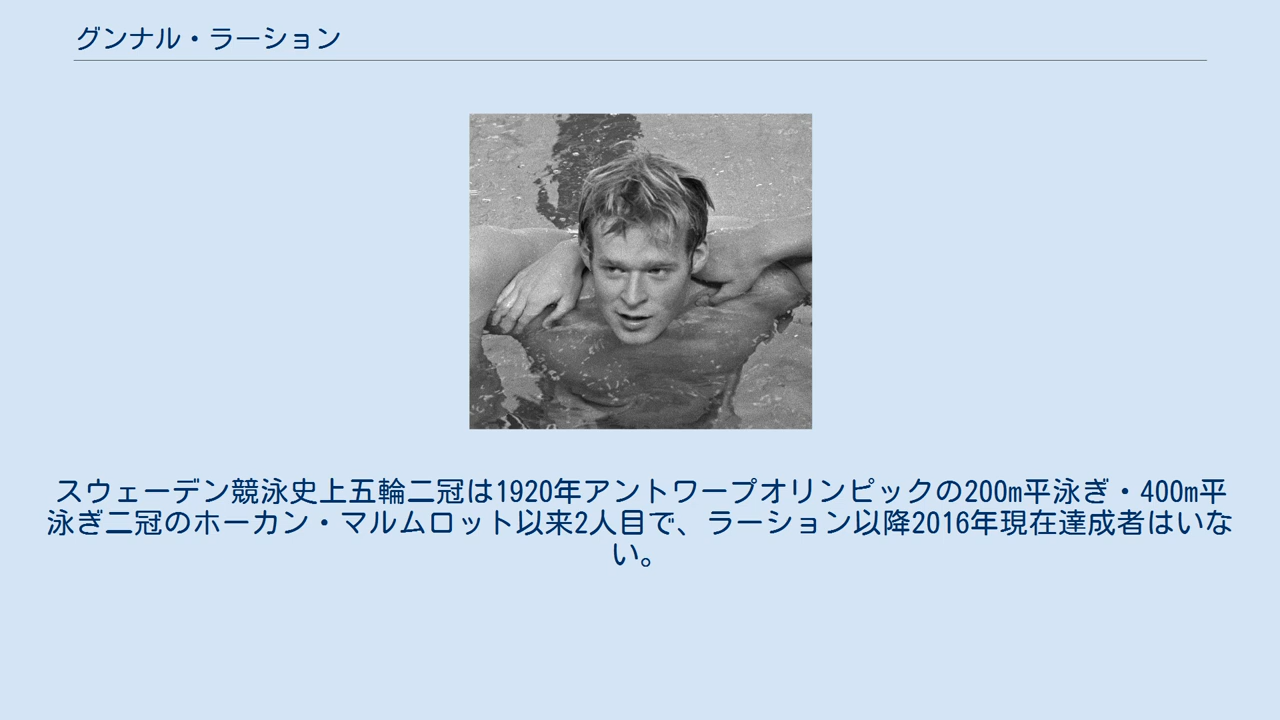 グンナル・ラーション
スウェーデン競泳史上五輪二冠は1920年アントワープオリンピックの200m平泳ぎ・400m平
泳ぎ二冠のホーカン・マルムロット以来2人目で、ラーション以降2016年現在達成者はいな
い。